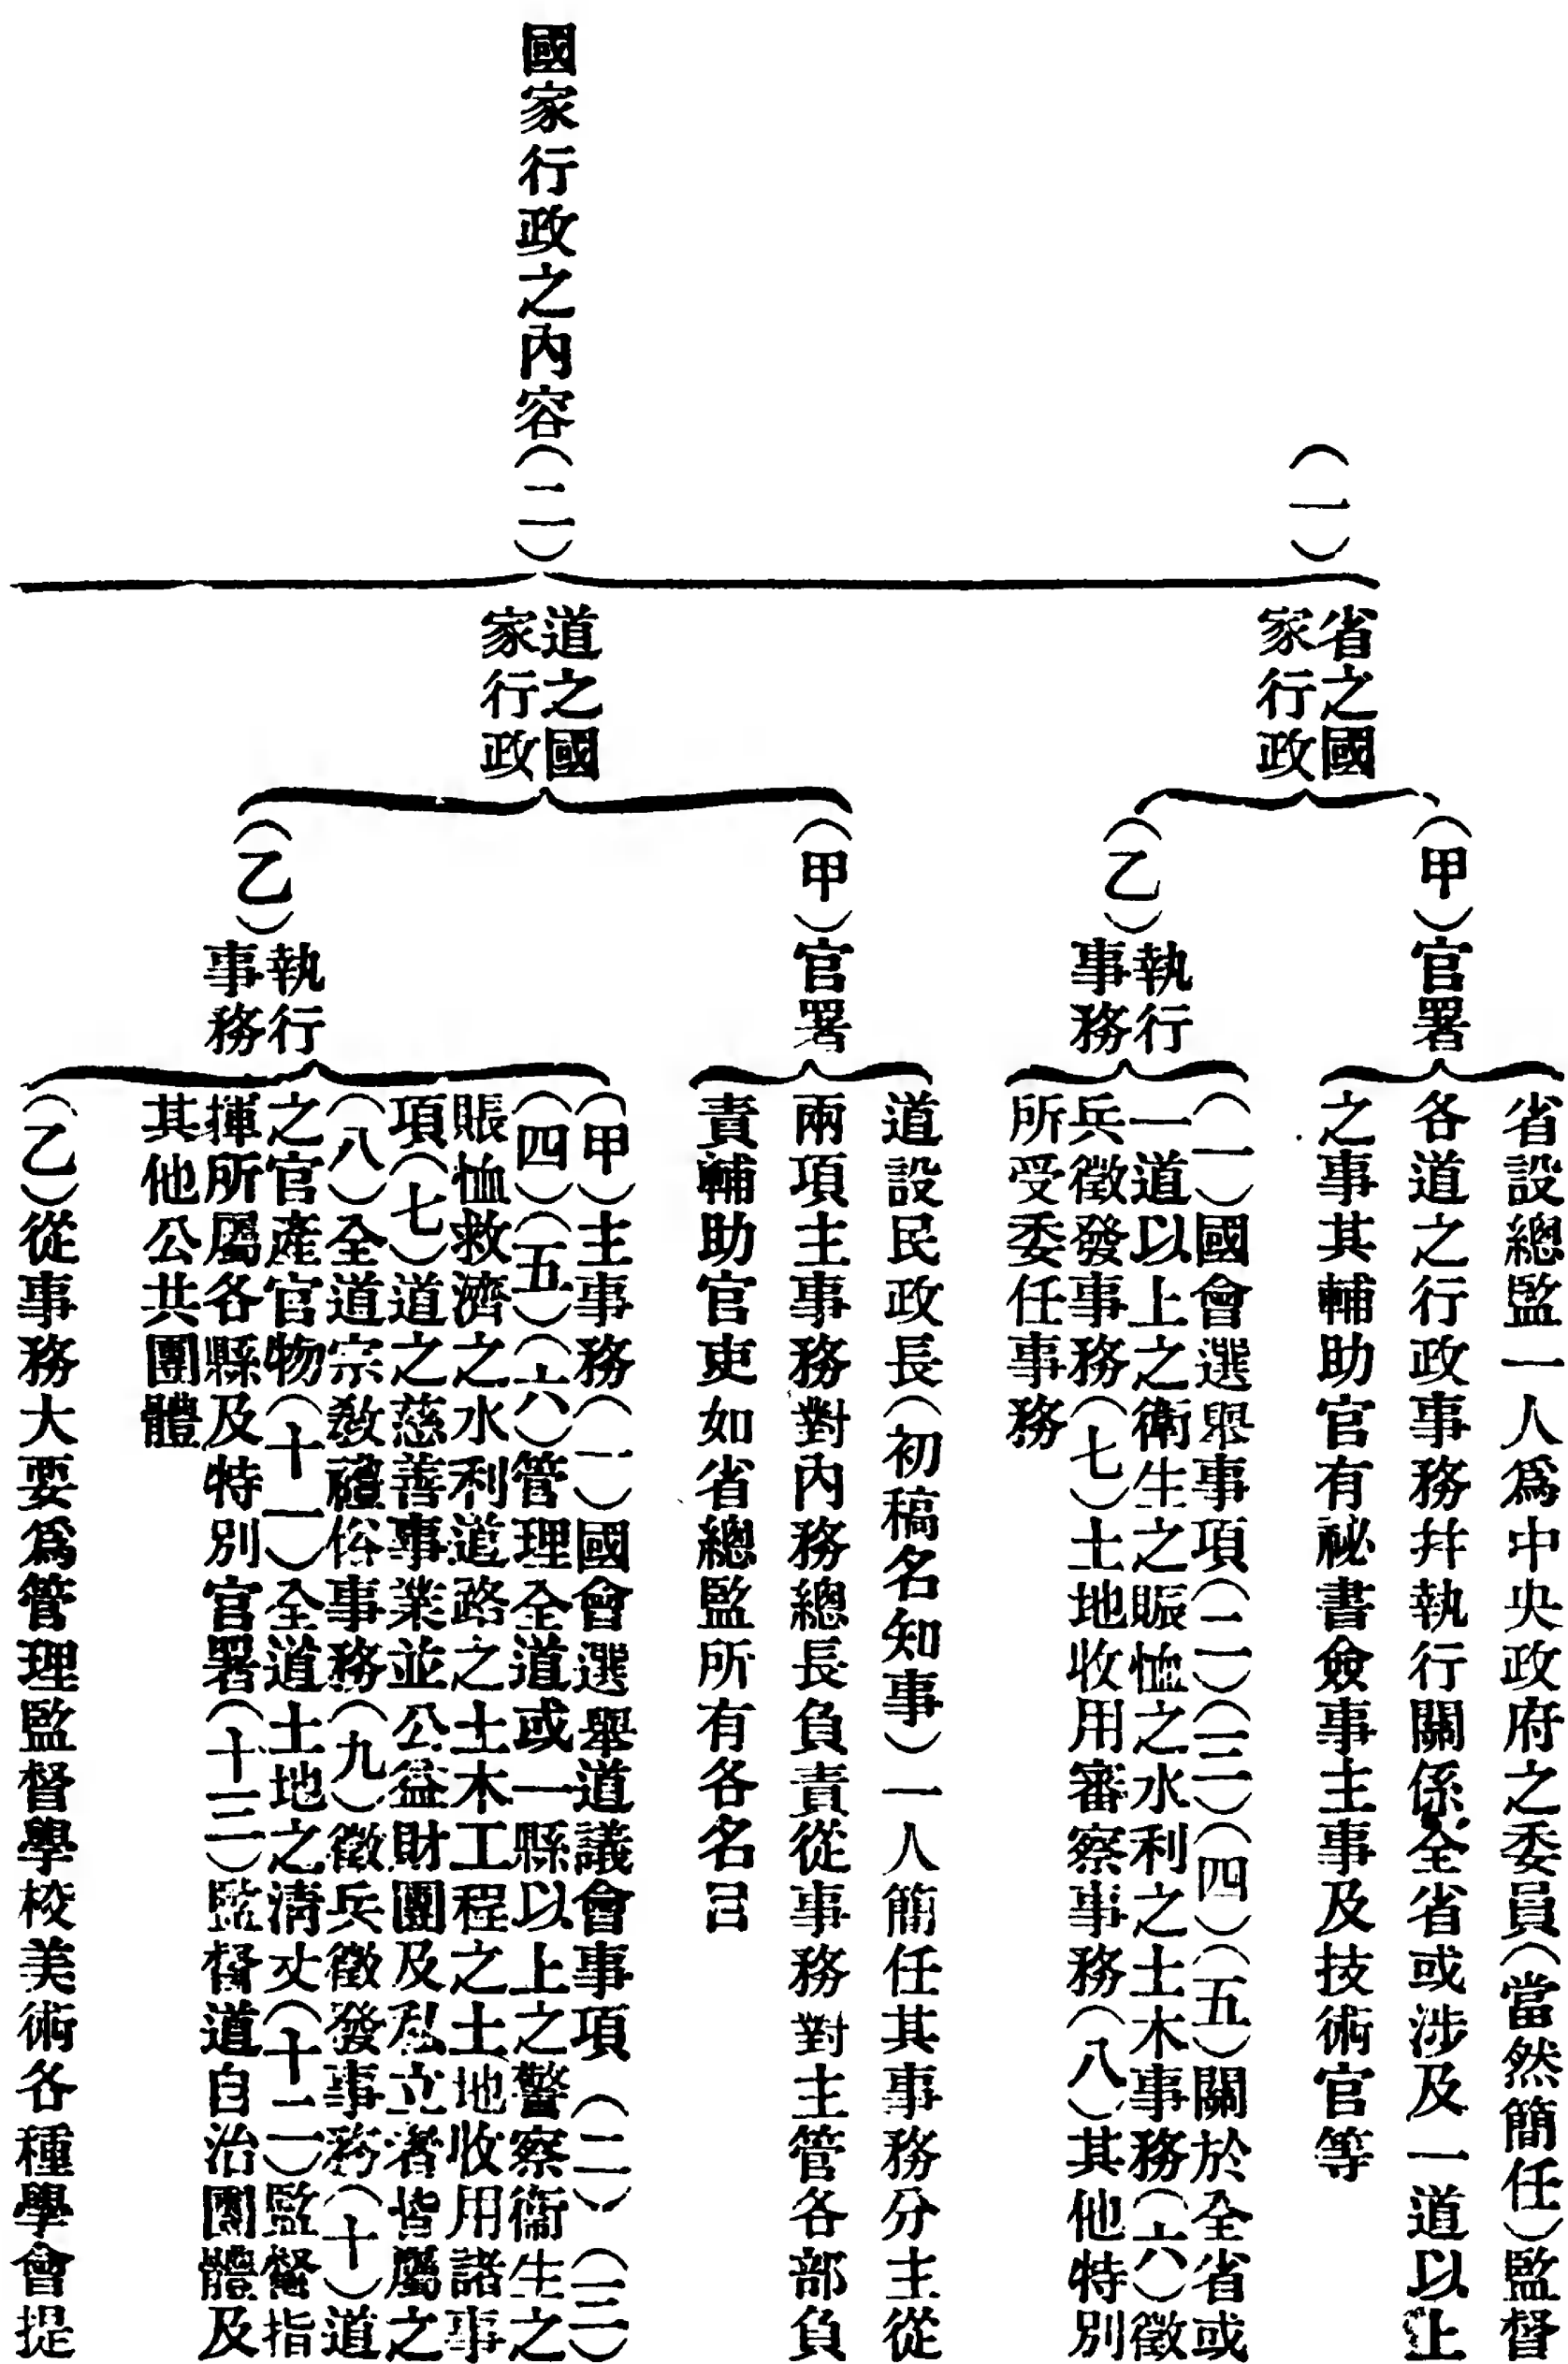 國家行政之內容(二)
(一)
省之國
家行政
(甲)官署
省設總監一人爲中央政府之委員(當然簡任)監督
各道之行政事務幷執行關係全省或涉及一道以上
之事其輔助官有祕書僉事主事及技術官等
(乙)
執行
事務
(一)國會選舉事項(二)(三)(四)(五)關於全省或
一道以上之衛生之賑恤之水利之土木事務(六)徵
兵徵發事務(七)土地收用審察事務(八)其他特別
所受委任事務
道之國
家行政
(甲)官署
道設民政長(初稿名知事)一人簡任其事務分主從
兩項主事務對內務總長負責從事務對主管各部負
責輔助官吏如省總監所有各名目
(乙)
執行
事務
(甲)主事務(一)國會選舉道議會事項(二)(三)
(四)(五)(六)管理全道或一縣以上之警察衞生之
賬恤救濟之水利道路之土木工程之土地收用諸事
項(七)道之慈善事業並公益財團及私立者皆屬之
(八)全道宗敎禮俗事務(九)徵兵徵發事務(十)道
之官產官物(十一)全道土地之淸丈(十二)監督指
揮所屬各縣及特別官署(十三)監督道自治團體及
其他公共團體
(乙)從事務大要爲管理監督學校美術各種學會提